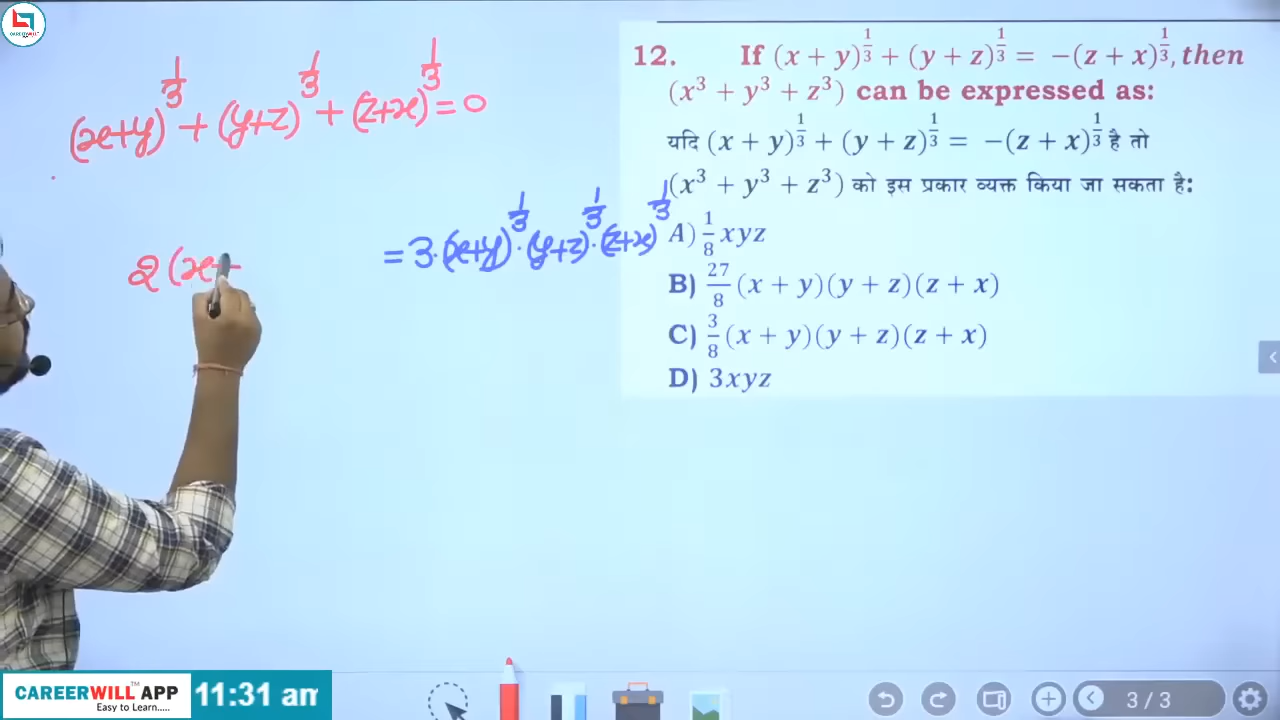 CAREERWILL
(x+y)^{1/3} + (y+z)^{1/3} + (z+x)^{1/3} = 0
= 3·(x+y)^{1/3}·(y+z)^{1/3}·(z+x)^{1/3}
2(x+
12. If (x + y)^{1/3} + (y + z)^{1/3} = −(z + x)^{1/3}, then
(x³ + y³ + z³) can be expressed as:
यदि (x + y)^{1/3} + (y + z)^{1/3} = −(z + x)^{1/3} है तो
(x³ + y³ + z³) को इस प्रकार व्यक्त किया जा सकता है:
A) 1/8 xyz
B) 27/8 (x + y)(y + z)(z + x)
C) 3/8 (x + y)(y + z)(z + x)
D) 3xyz
CAREERWILL™ APP
Easy to Learn.....
11:31 am
3 / 3